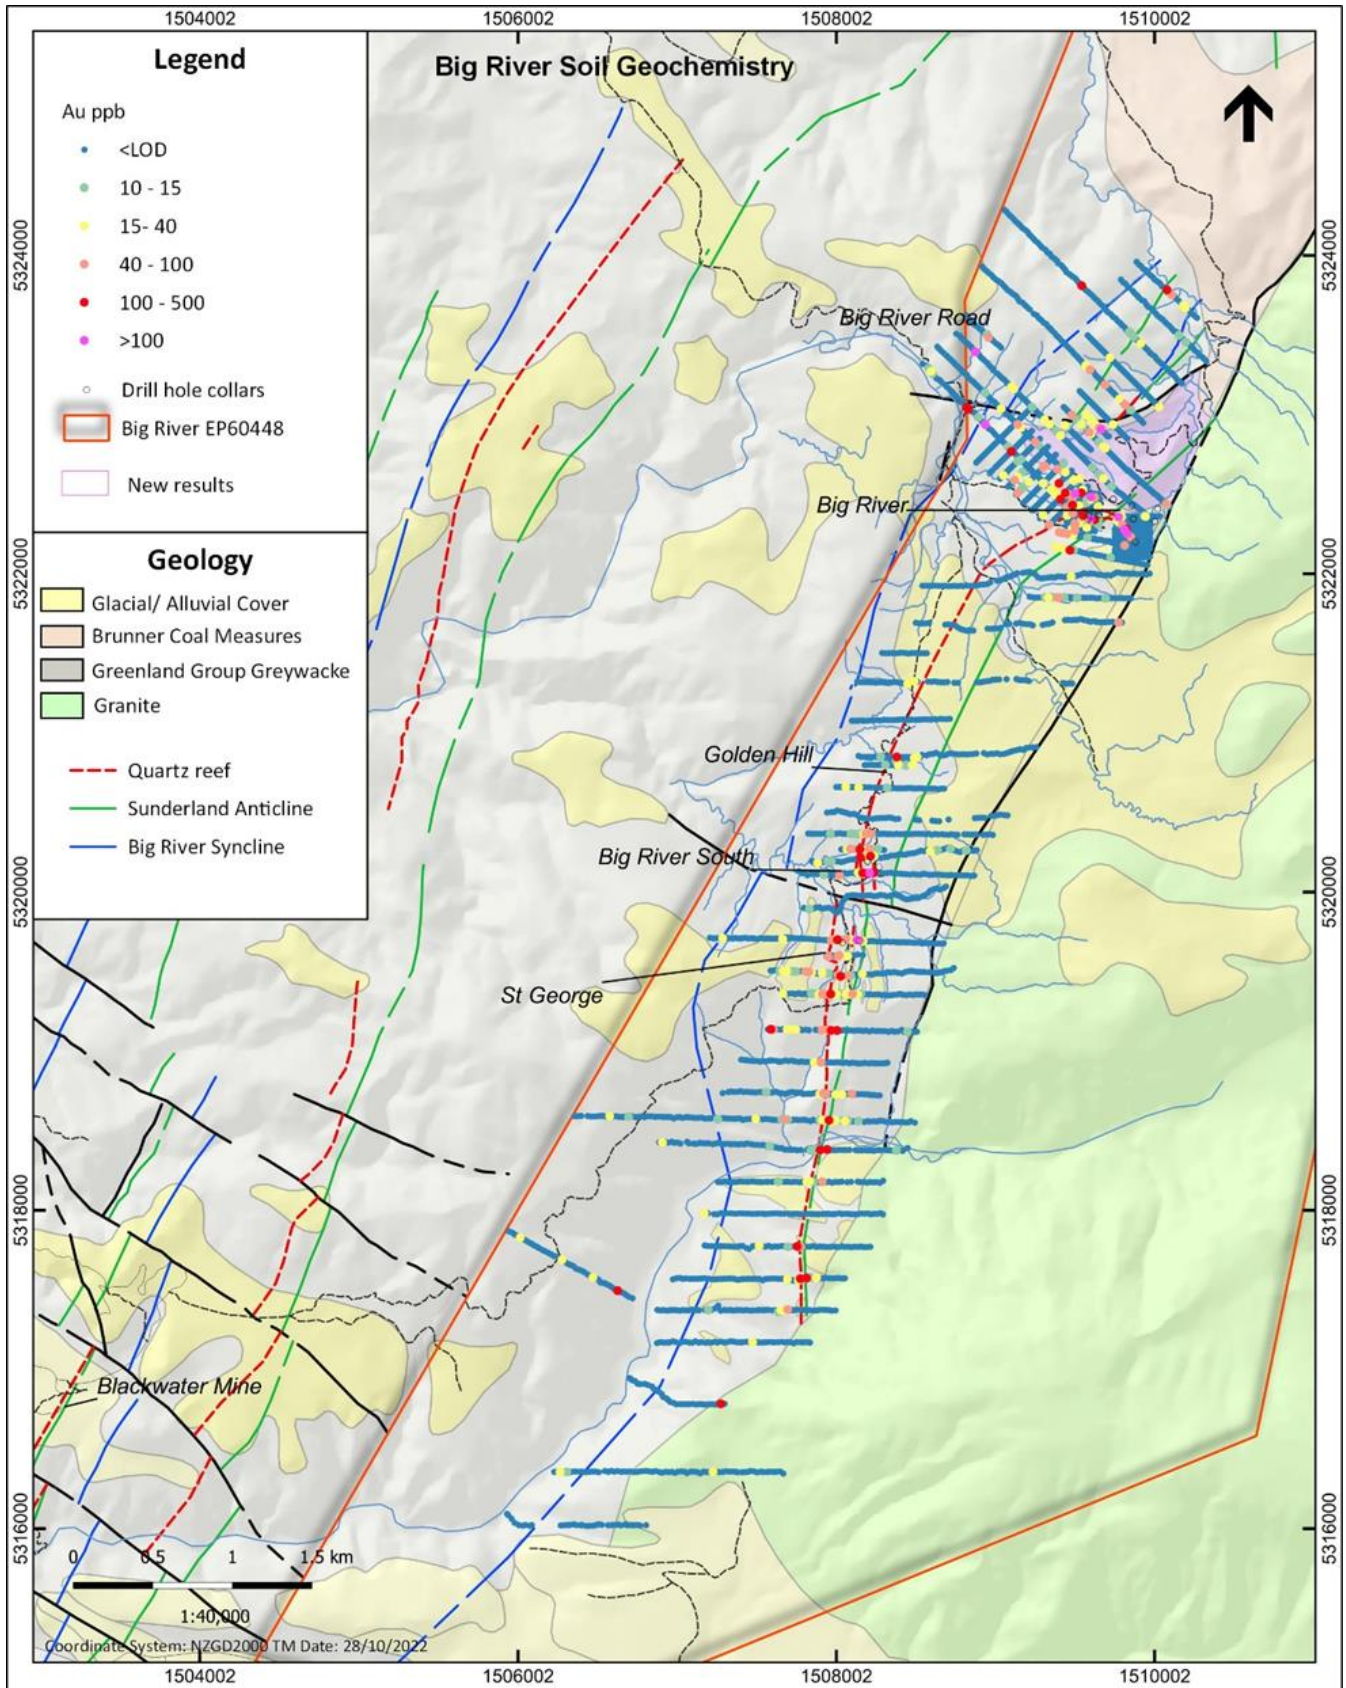 1504002 1506002 1508002 1510002
Big River Soil Geochemistry
Legend
Au ppb
<LOD
10 - 15
15- 40
40 - 100
100 - 500
>100
Drill hole collars
Big River EP60448
New results
Geology
Glacial/ Alluvial Cover
Brunner Coal Measures
Greenland Group Greywacke
Granite
Quartz reef
Sunderland Anticline
Big River Syncline
5324000 5324000
Big River Road
Big River
5322000 5322000
Golden Hill
Big River South
5320000 5320000
St George
5318000 5318000
Blackwater Mine
5316000 5316000
0 0.5 1 1.5 km
1:40,000
Coordinate System: NZGD2000 TM Date: 28/10/2022
1504002 1506002 1508002 1510002